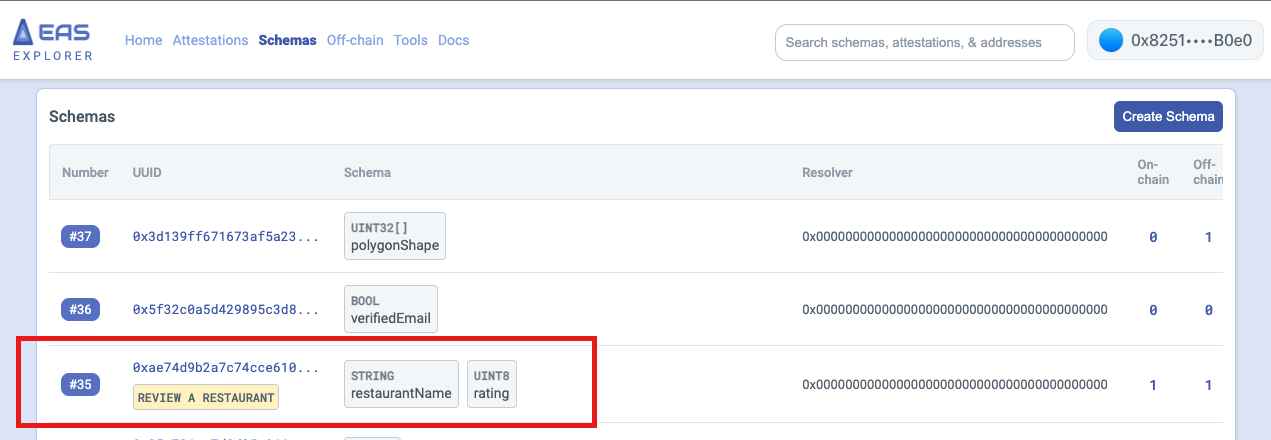 EAS
EXPLORER
Home Attestations Schemas Off-chain Tools Docs
Search schemas, attestations, & addresses
0x8251••••B0e0
Schemas
Create Schema
Number UUID Schema Resolver On-chain Off-chain
#37 0x3d139ff671673af5a23... UINT32[] polygonShape 0x0000000000000000000000000000000000000000 0 1
#36 0x5f32c0a5d429895c3d8... BOOL verifiedEmail 0x0000000000000000000000000000000000000000 0 0
#35 0xae74d9b2a7c74cce610... REVIEW A RESTAURANT STRING restaurantName UINT8 rating 0x0000000000000000000000000000000000000000 1 1